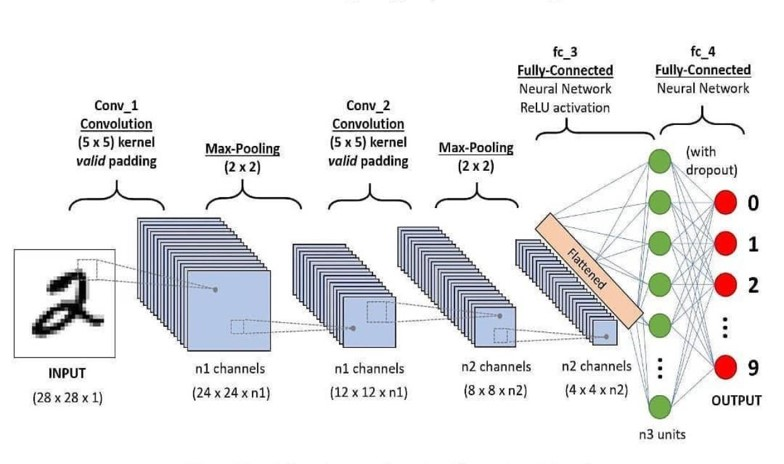 fc_3
Fully-Connected
Neural Network
ReLU activation
fc_4
Fully-Connected
Neural Network
Conv_1
Convolution
(5 x 5) kernel
valid padding
Max-Pooling
(2 x 2)
Conv_2
Convolution
(5 x 5) kernel
valid padding
Max-Pooling
(2 x 2)
(with
dropout)
2
Flattened
0
1
2
9
INPUT
(28 x 28 x 1)
n1 channels
(24 x 24 x n1)
n1 channels
(12 x 12 x n1)
n2 channels
(8 x 8 x n2)
n2 channels
(4 x 4 x n2)
OUTPUT
n3 units